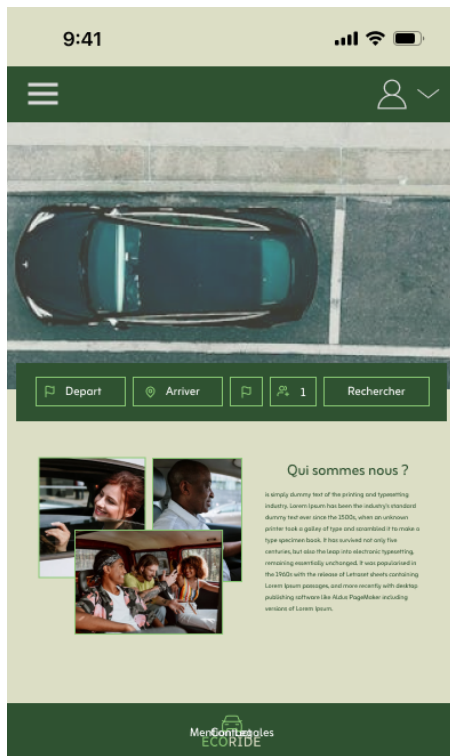 9:41
Depart
Arriver
1
Rechercher
Qui sommes nous ?
is simply dummy text of the printing and typesetting
industry. Lorem Ipsum has been the industry's standard
dummy text ever since the 1500s, when an unknown
printer took a galley of type and scrambled it to make a
type specimen book. It has survived not only five
centuries, but also the leap into electronic typesetting,
remaining essentially unchanged. It was popularised in
the 1960s with the release of Letraset sheets containing
Lorem Ipsum passages, and more recently with desktop
publishing software like Aldus PageMaker including
versions of Lorem Ipsum.
ECORIDE